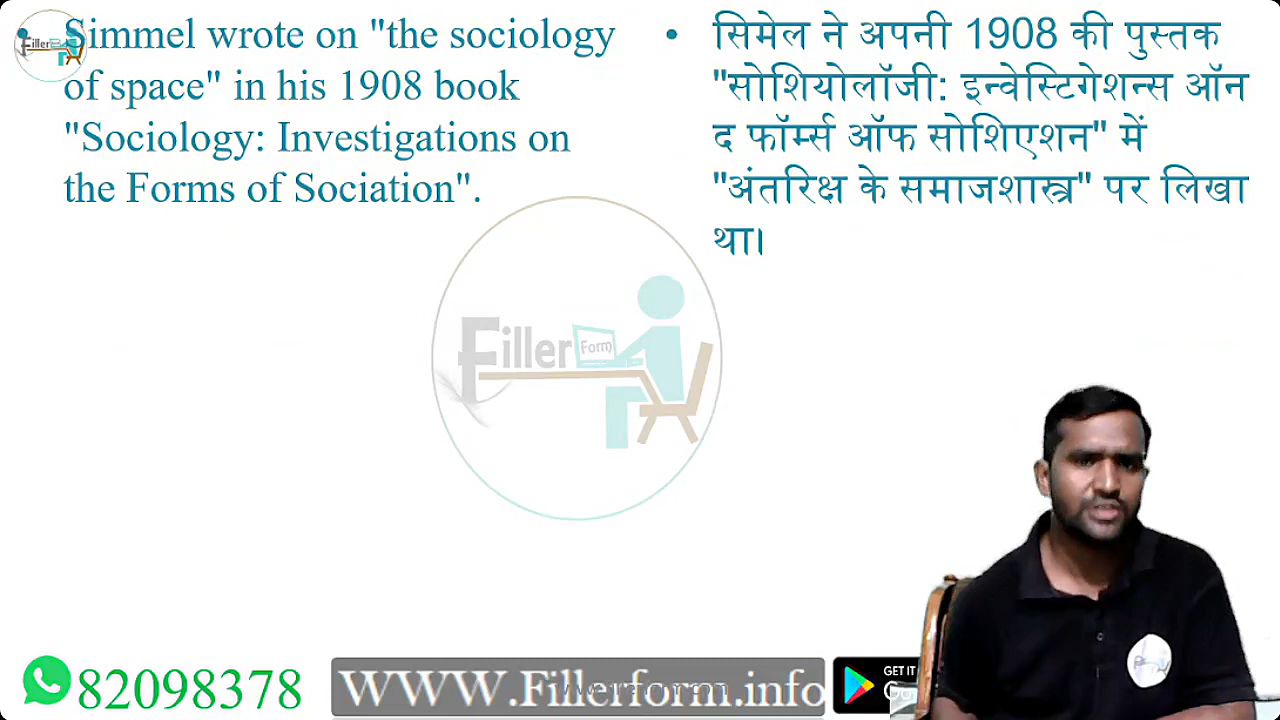 Simmel wrote on "the sociology
of space" in his 1908 book
"Sociology: Investigations on
the Forms of Sociation".
• सिमेल ने अपनी 1908 की पुस्तक
"सोशियोलॉजी: इन्वेस्टिगेशन्स ऑन
द फॉर्म्स ऑफ सोशिएशन" में
"अंतरिक्ष के समाजशास्त्र" पर लिखा
था।
Filler Form
82098378
WWW.Fillerform.info
GET IT